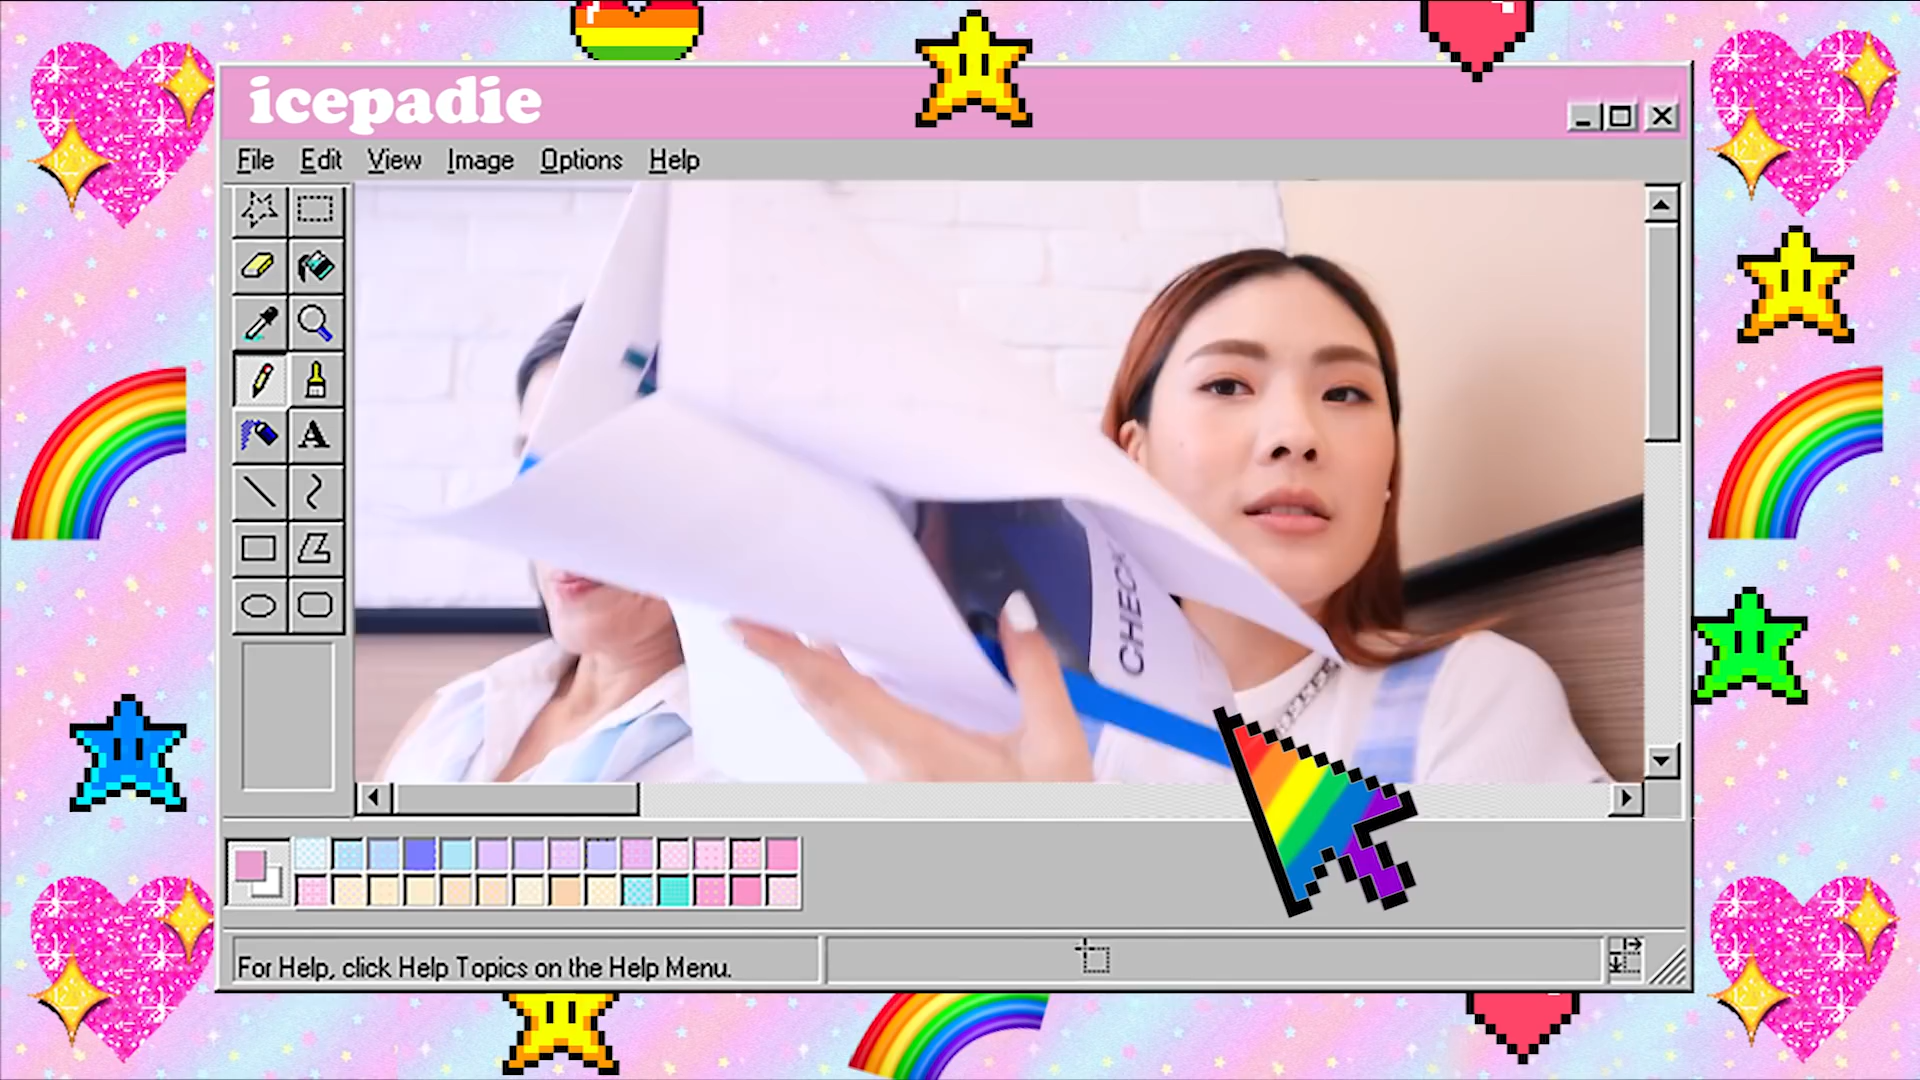 icepadie
File Edit View Image Options Help
A
CHECK
For Help, click Help Topics on the Help Menu.